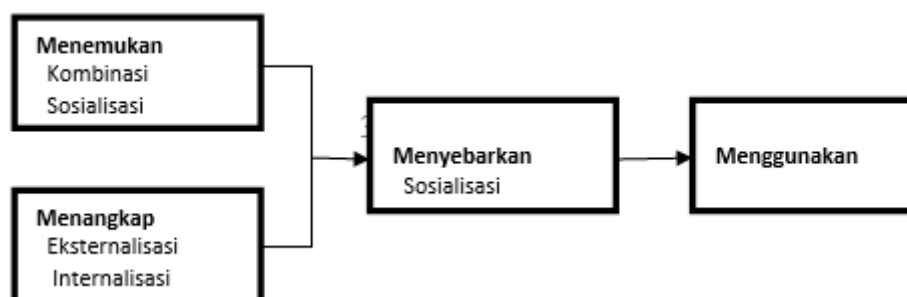 Menemukan
Kombinasi
Sosialisasi
Menangkap
Eksternalisasi
Internalisasi
Menyebarkan
Sosialisasi
Menggunakan